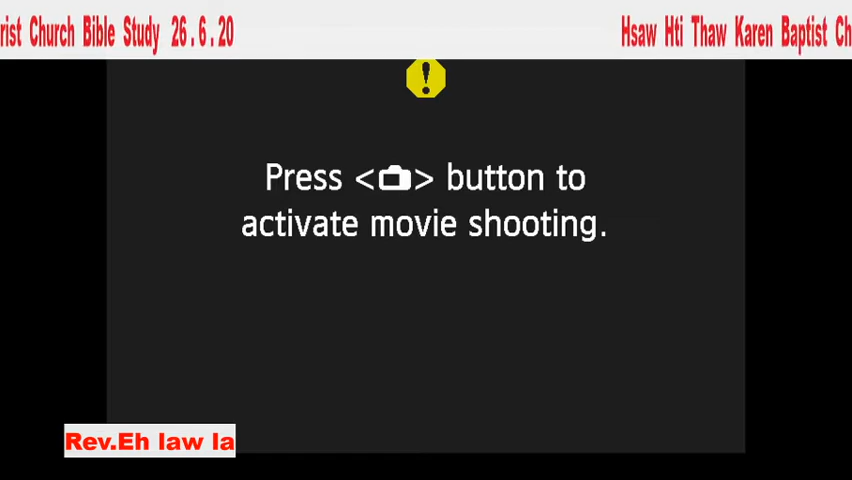 rist Church Bible Study 26.6.20
Hsaw Hti Thaw Karen Baptist Ch
Press <> button to
activate movie shooting.
Rev.Eh law la